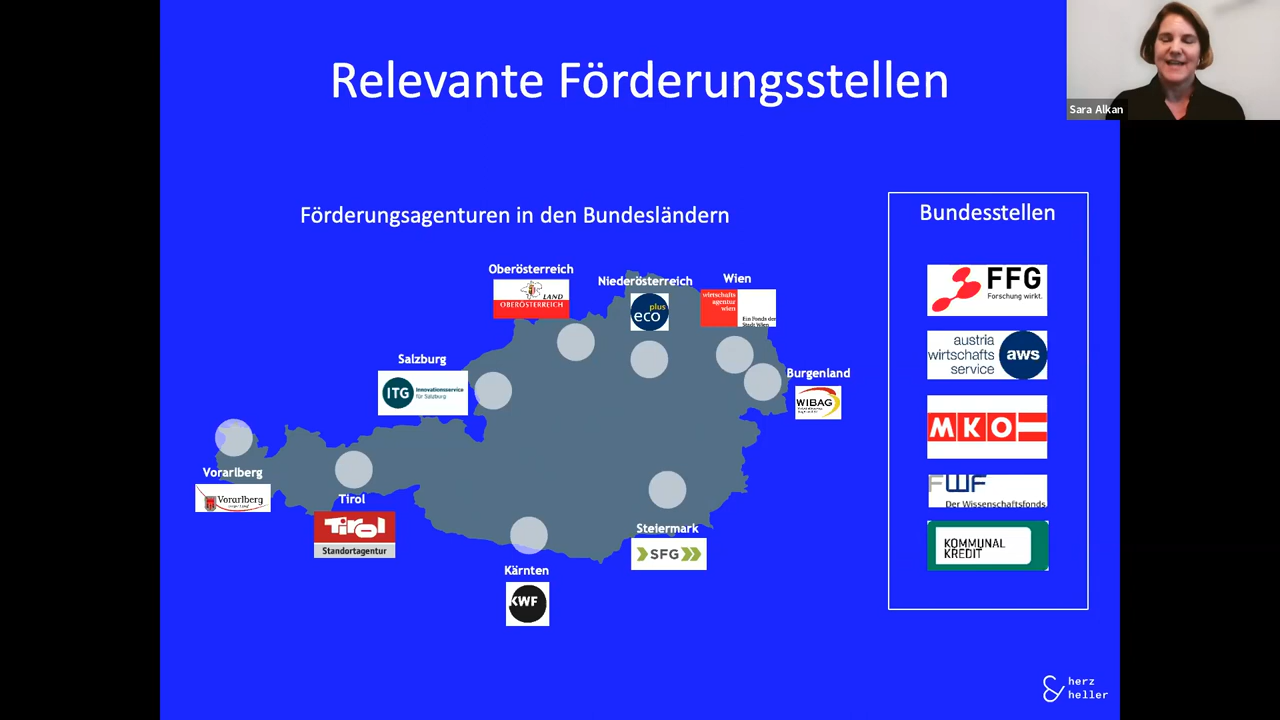 Relevante Förderungsstellen
Sara Alkan
Förderungsagenturen in den Bundesländern
Bundesstellen
Oberösterreich
LAND
OBERÖSTERREICH
Niederösterreich
eco plus
Wien
wirtschafts
agentur
wien
Ein Fonds der
Stadt Wien
Salzburg
ITG
Innovationsservice
für Salzburg
Burgenland
WIBAG
Vorarlberg
Vorarlberg
Tirol
Tirol
Standortagentur
Steiermark
SFG
Kärnten
KWF
FFG
Forschung wirkt.
austria
wirtschafts
service
aws
MKO
FWF
Der Wissenschaftsfonds
KOMMUNAL
KREDIT
herz
& heller